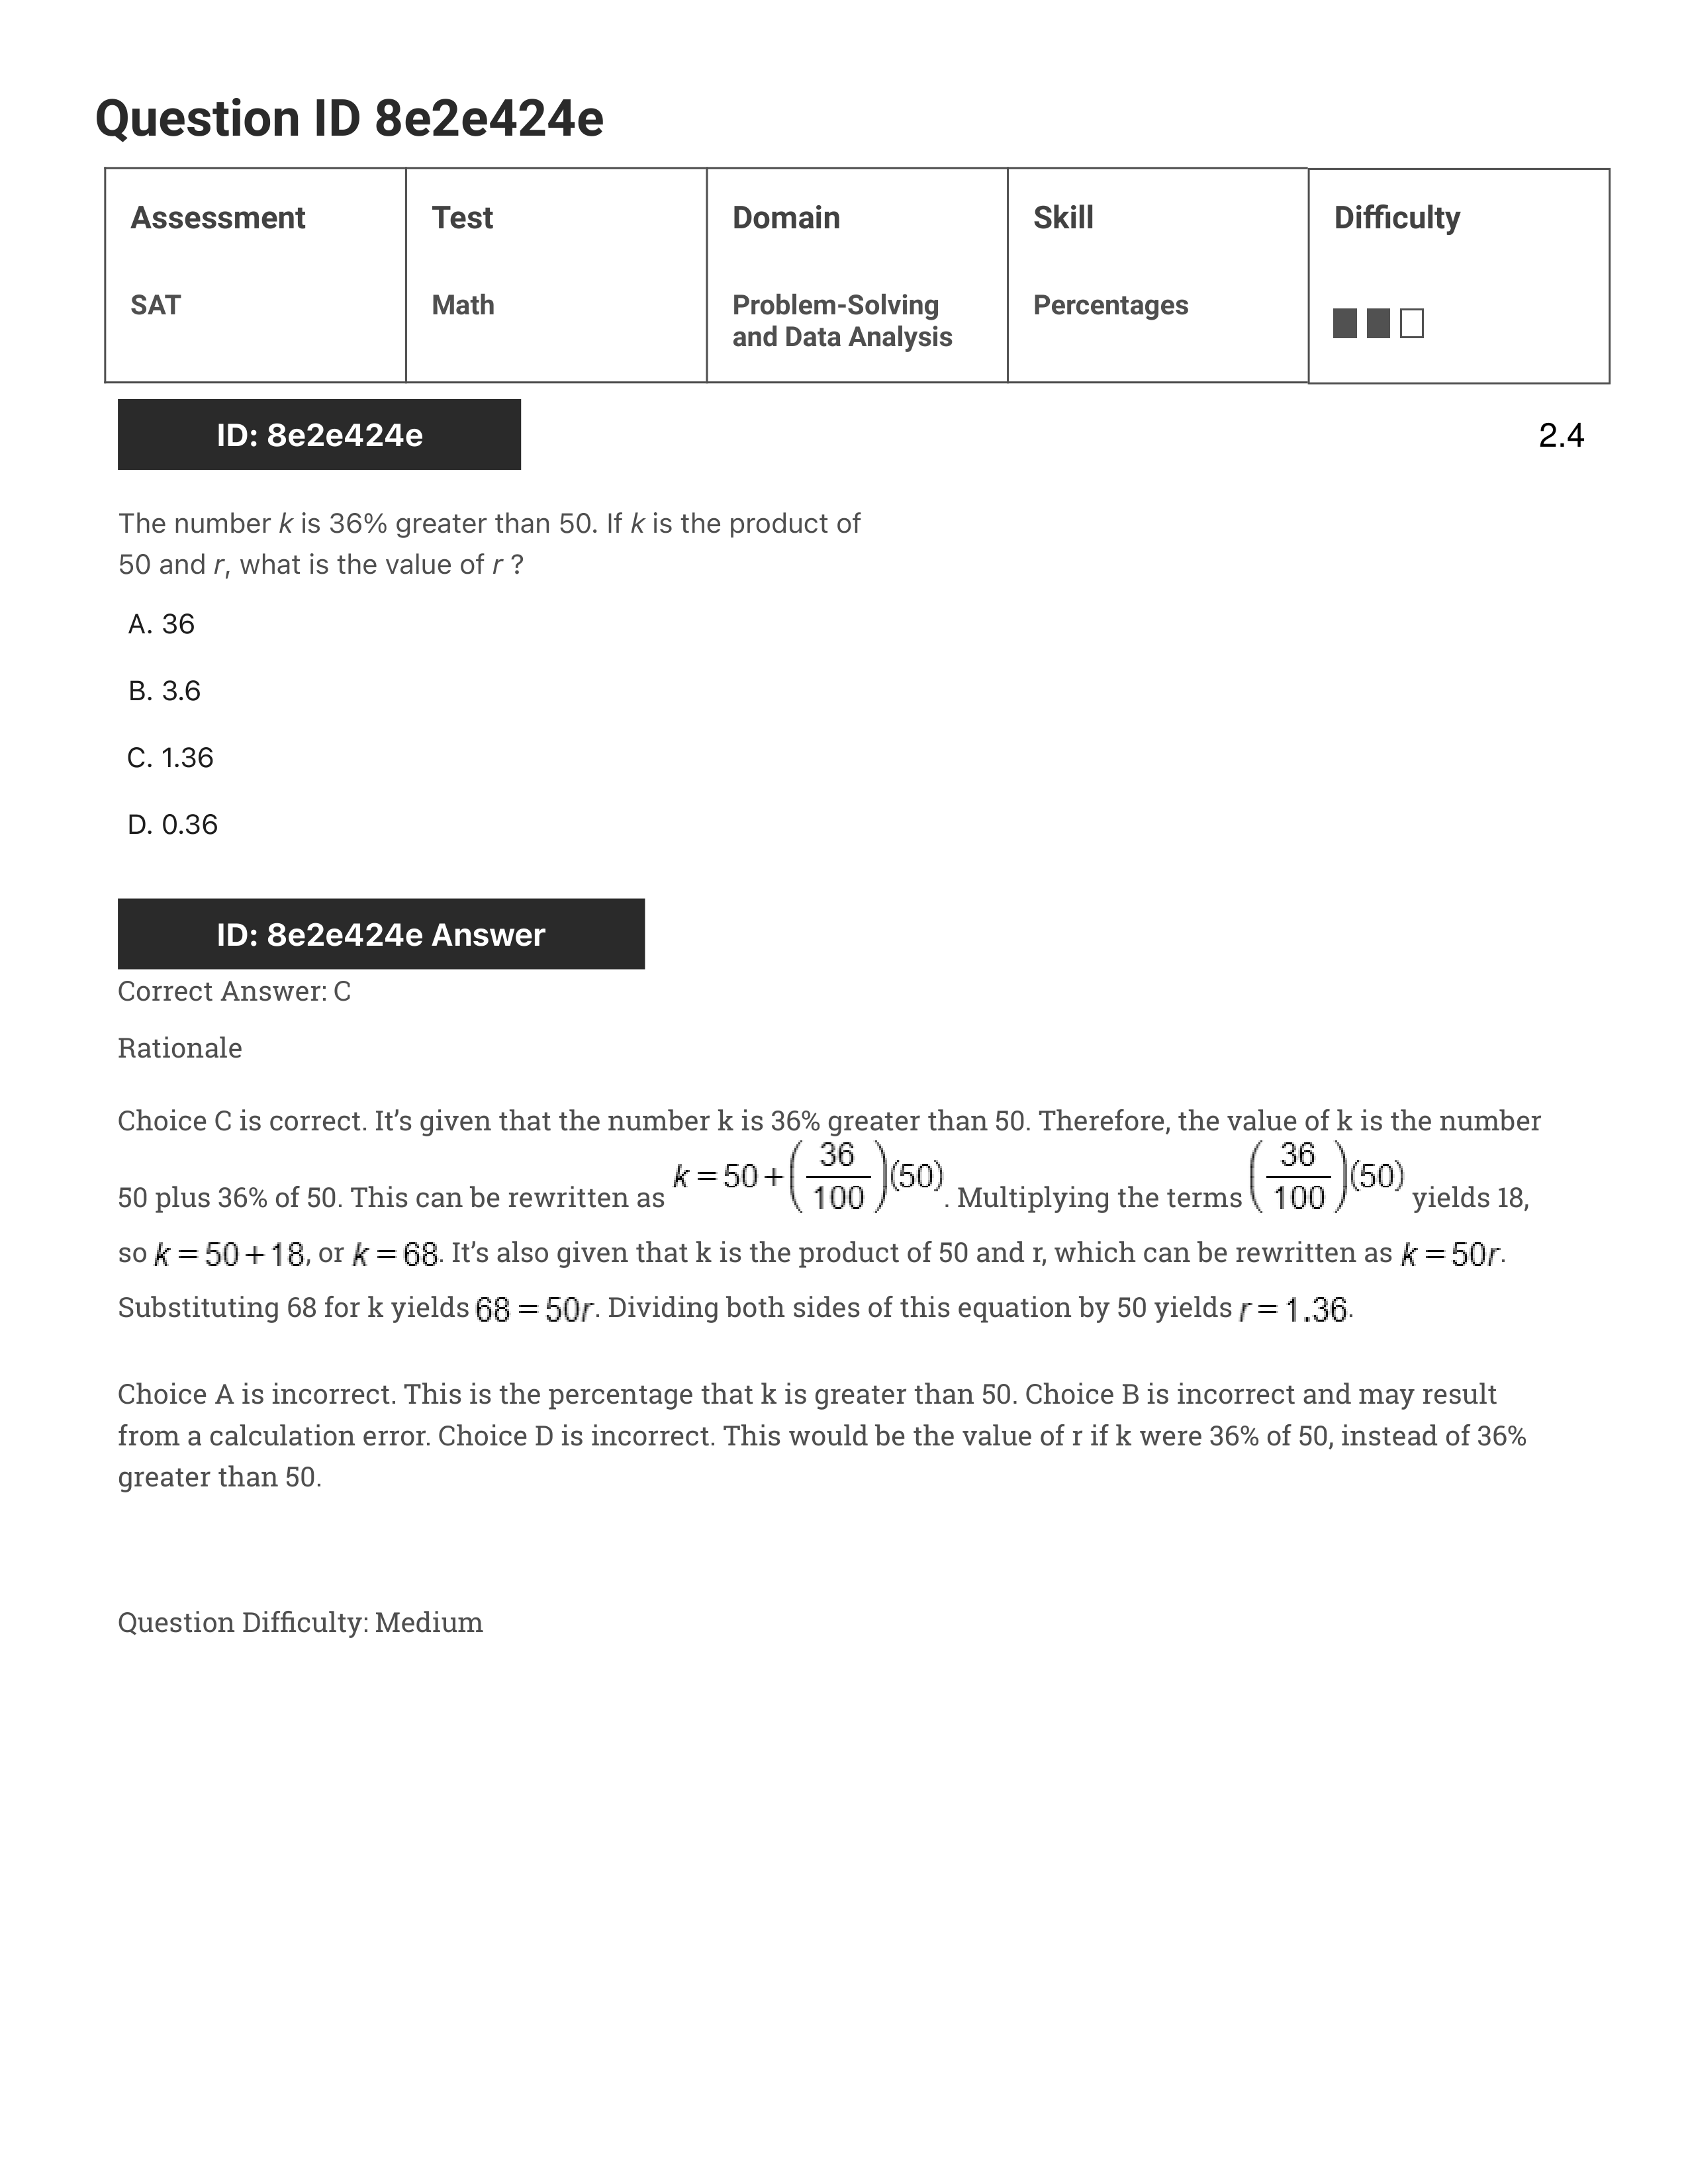 Question ID 8e2e424e
Assessment Test Domain Skill Difficulty
SAT Math Problem-Solving and Data Analysis Percentages
ID: 8e2e424e 2.4
The number k is 36% greater than 50. If k is the product of
50 and r, what is the value of r ?
A. 36
B. 3.6
C. 1.36
D. 0.36
ID: 8e2e424e Answer
Correct Answer: C
Rationale
Choice C is correct. It’s given that the number k is 36% greater than 50. Therefore, the value of k is the number
50 plus 36% of 50. This can be rewritten as k = 50 + (36/100)(50). Multiplying the terms (36/100)(50) yields 18,
so k = 50 + 18, or k = 68. It’s also given that k is the product of 50 and r, which can be rewritten as k = 50r.
Substituting 68 for k yields 68 = 50r. Dividing both sides of this equation by 50 yields r = 1.36.
Choice A is incorrect. This is the percentage that k is greater than 50. Choice B is incorrect and may result
from a calculation error. Choice D is incorrect. This would be the value of r if k were 36% of 50, instead of 36%
greater than 50.
Question Difficulty: Medium